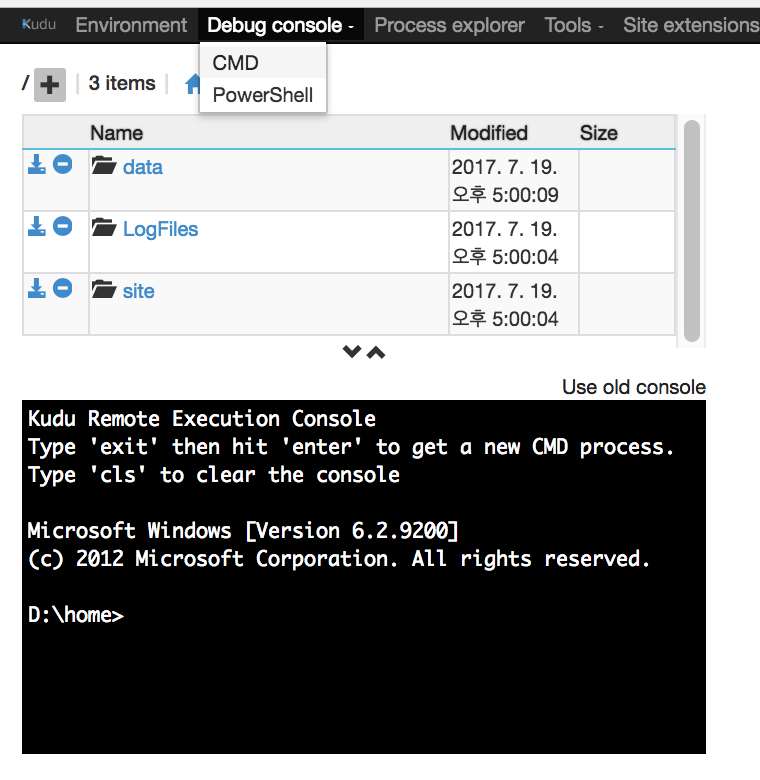 Kudu Environment Debug console Process explorer Tools Site extensions
CMD
PowerShell
/ 3 items
Name Modified Size
data 2017. 7. 19.
오후 5:00:09
LogFiles 2017. 7. 19.
오후 5:00:04
site 2017. 7. 19.
오후 5:00:04
Use old console
Kudu Remote Execution Console
Type 'exit' then hit 'enter' to get a new CMD process.
Type 'cls' to clear the console
Microsoft Windows [Version 6.2.9200]
(c) 2012 Microsoft Corporation. All rights reserved.
D:\home>